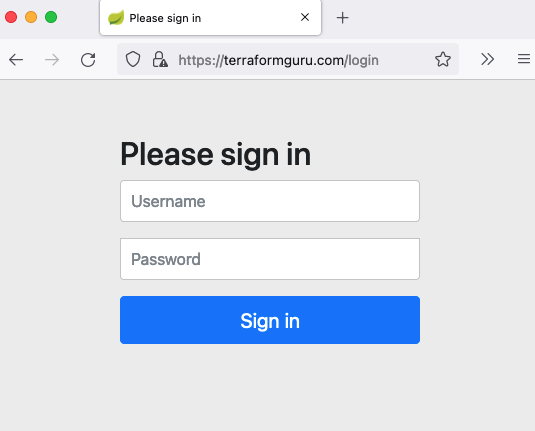 Please sign in
https://terraformguru.com/login
Please sign in
Username
Password
Sign in